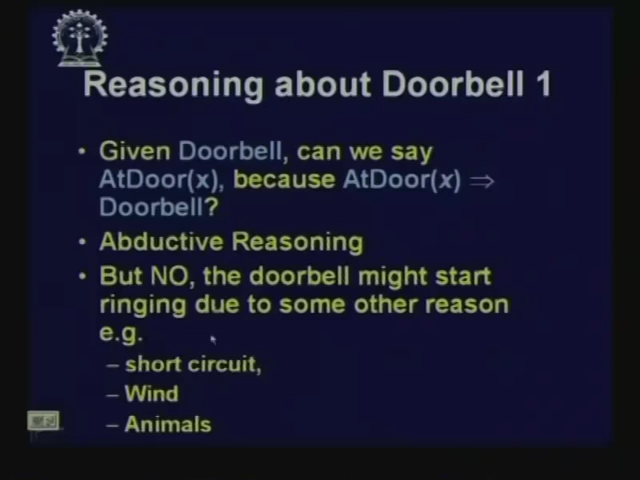 Reasoning about Doorbell 1
• Given Doorbell, can we say
AtDoor(x), because AtDoor(x) ⇒
Doorbell?
• Abductive Reasoning
• But NO, the doorbell might start
ringing due to some other reason
e.g.
– short circuit,
– Wind
– Animals